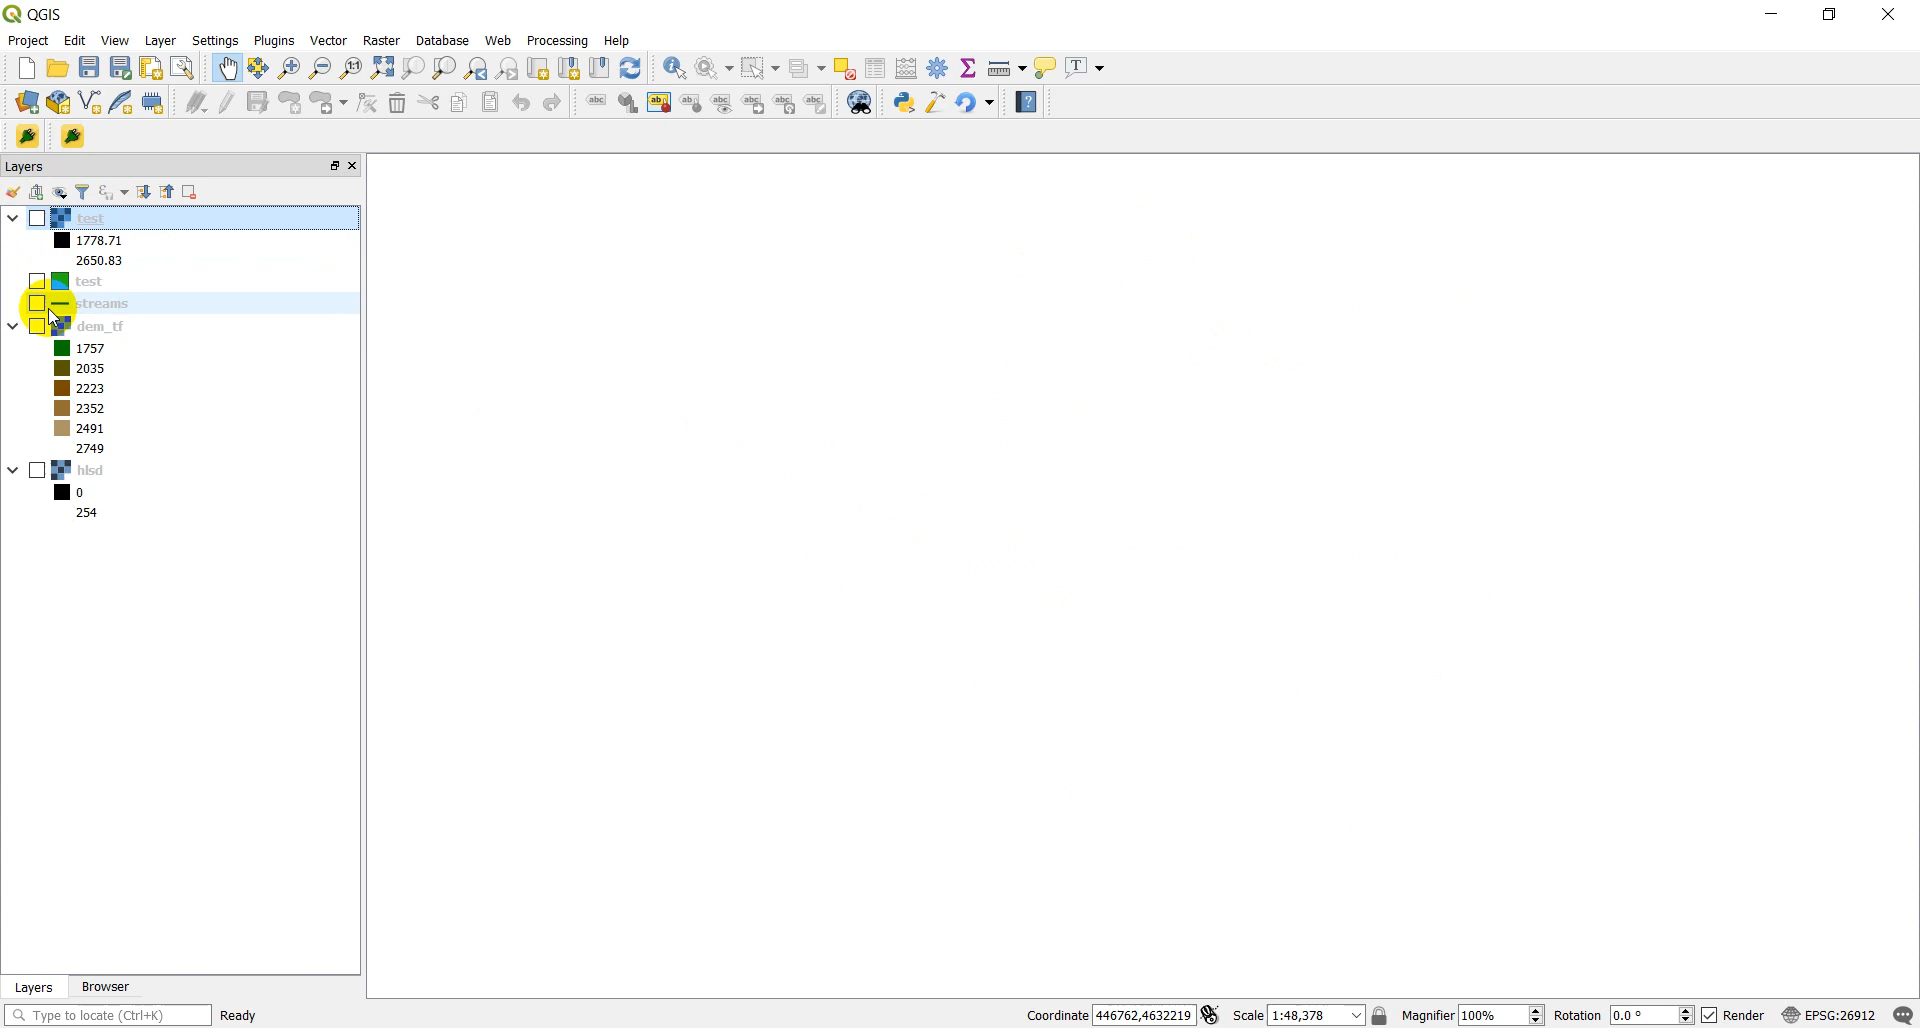 QGIS
Project Edit View Layer Settings Plugins Vector Raster Database Web Processing Help
Layers
test
1778.71
2650.83
test
streams
dem_tf
1757
2035
2223
2352
2491
2749
hlsd
0
254
Layers Browser
Type to locate (Ctrl+K) Ready Coordinate 446762,4632219 Scale 1:48,378 Magnifier 100% Rotation 0.0 ° Render EPSG:26912